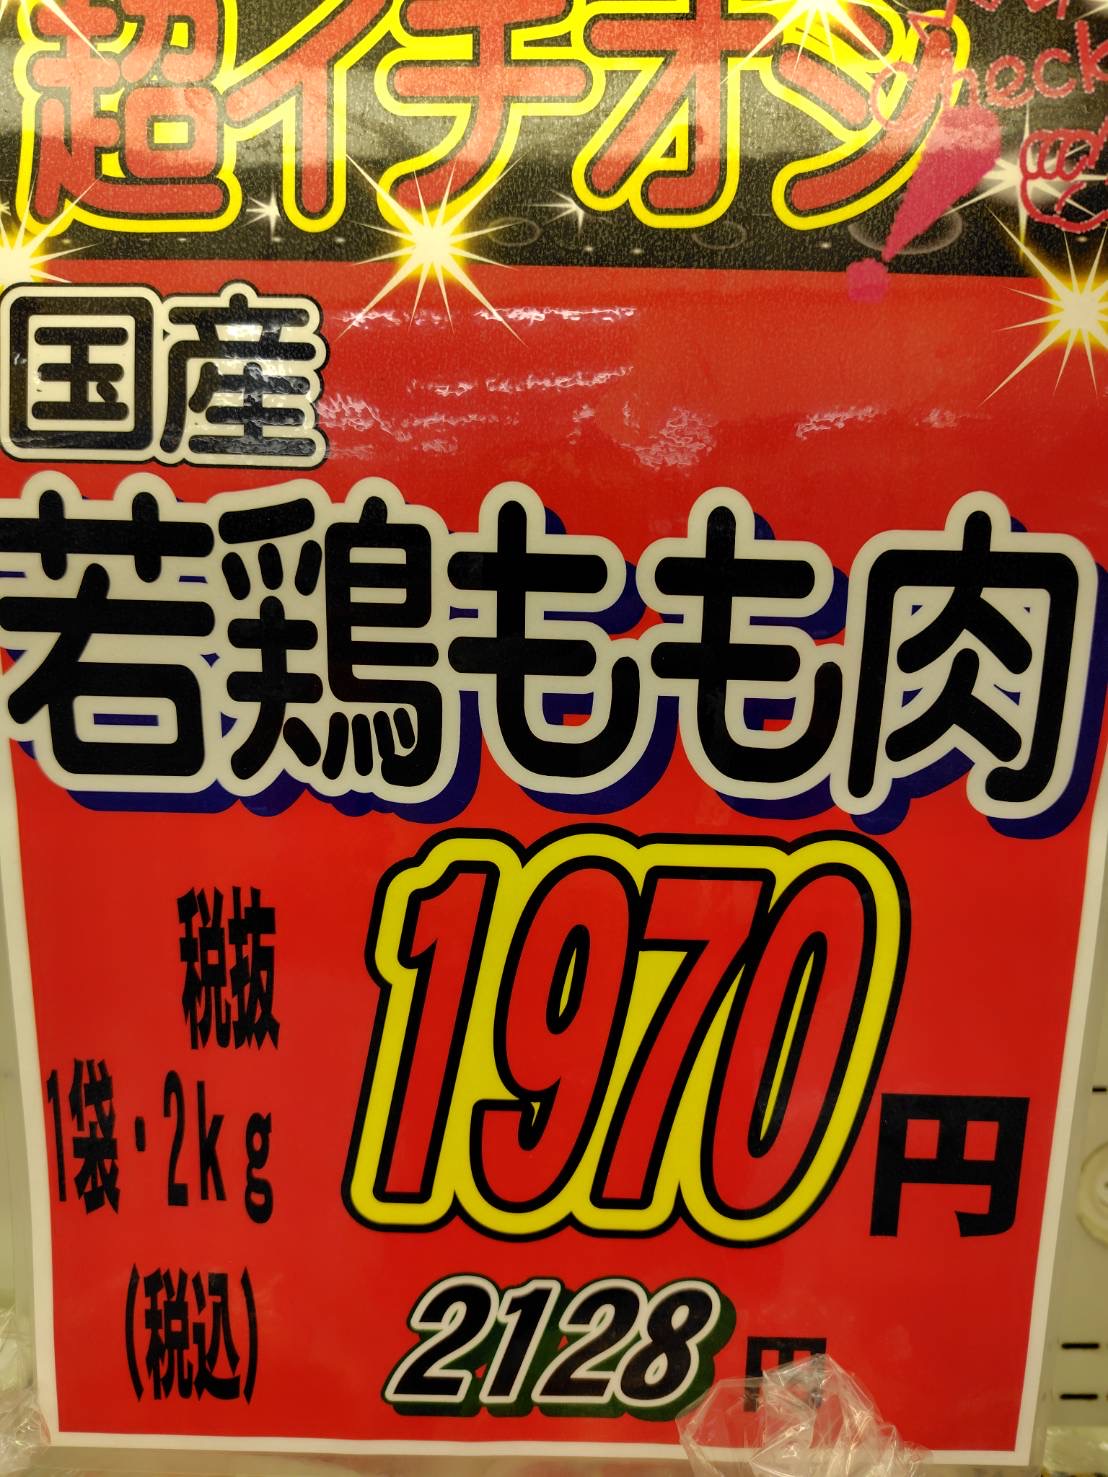 超イチオシ
Check
国産
若鶏もも肉
税抜
1970円
1袋・2kg
(税込)
2128円